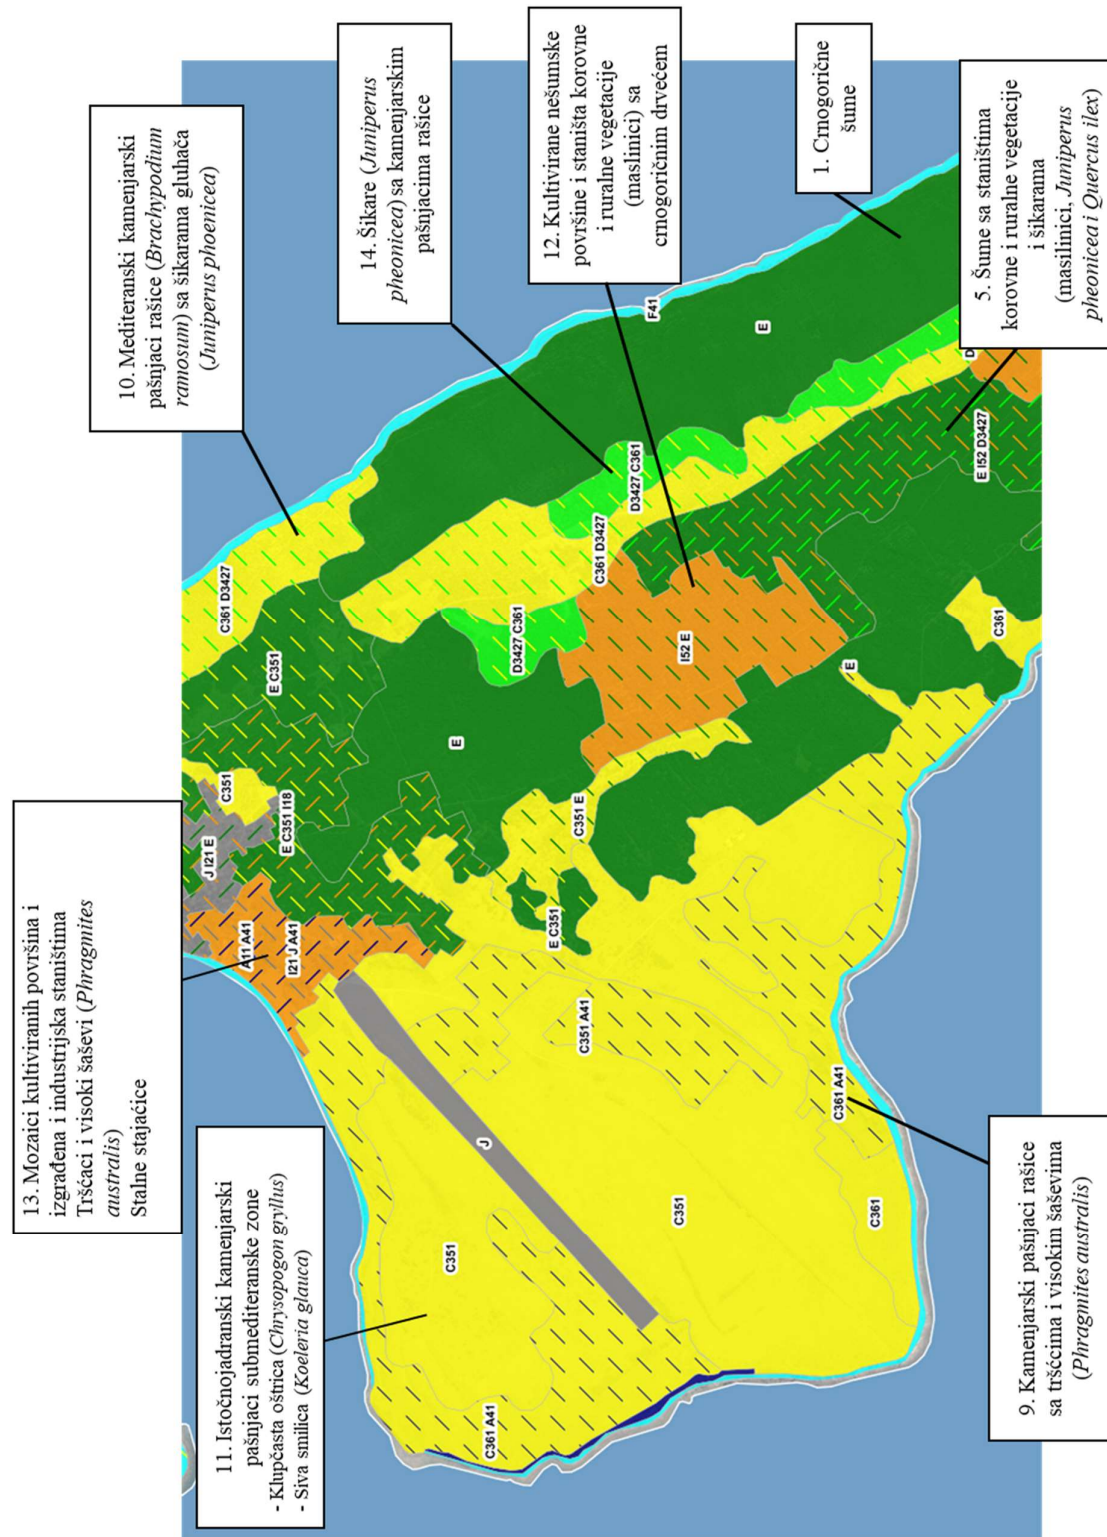 10. Mediteranski kamenjarski
pašnjaci rašice (Brachypodium
ramosum) sa šikarama gluhača
(Juniperus phoenicea)
14. Šikare (Juniperus
pheonicea) sa kamenjarskim
pašnjacima rašice
12. Kultivirane nešumske
površine i staništa korovne
i ruralne vegetacije
(maslinici) sa
crnogoričnim drvećem
1. Crnogorične
šume
5. Šume sa staništima
korovne i ruralne vegetacije
i šikarama
(masilinici, Juniperus
pheonicea i Quercus ilex)
13. Mozaici kultiviranih površina i
izgrađena i industrijska staništima
Tršćaci i visoki šaševi (Phragmites
australis)
Stalne stajaćice
11. Istočnojadranski kamenjarski
pašnjaci submediteranske zone
- Klupčasta oštrica (Chrysopogon gryllus)
- Siva smilica (Koeleria glauca)
9. Kamenjarski pašnjaci rašice
sa tršćcima i visokim šaševima
(Phragmites australis)
C361 D3427
E C351
C351
J I21 E
E C351 I18
A11 A41
I21 J A41
E
D3427 C361
C361 D3427
D3427 C361
F41
E
D
E I52 D3427
I52 E
C361
E
C351 E
E C351
C351 A41
C361 A41
C361
C351
J
C351
C361 A41